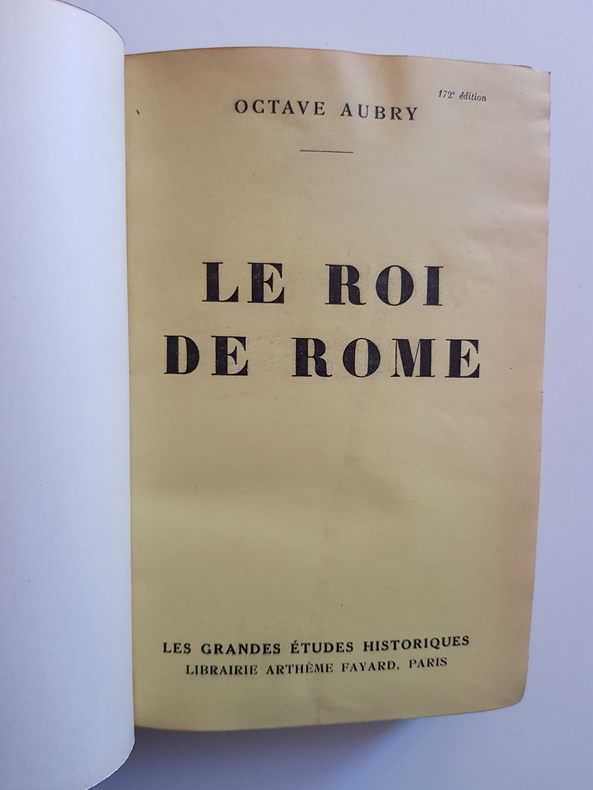 172e édition
OCTAVE AUBRY
LE ROI
DE ROME
LES GRANDES ÉTUDES HISTORIQUES
LIBRAIRIE ARTHÈME FAYARD, PARIS